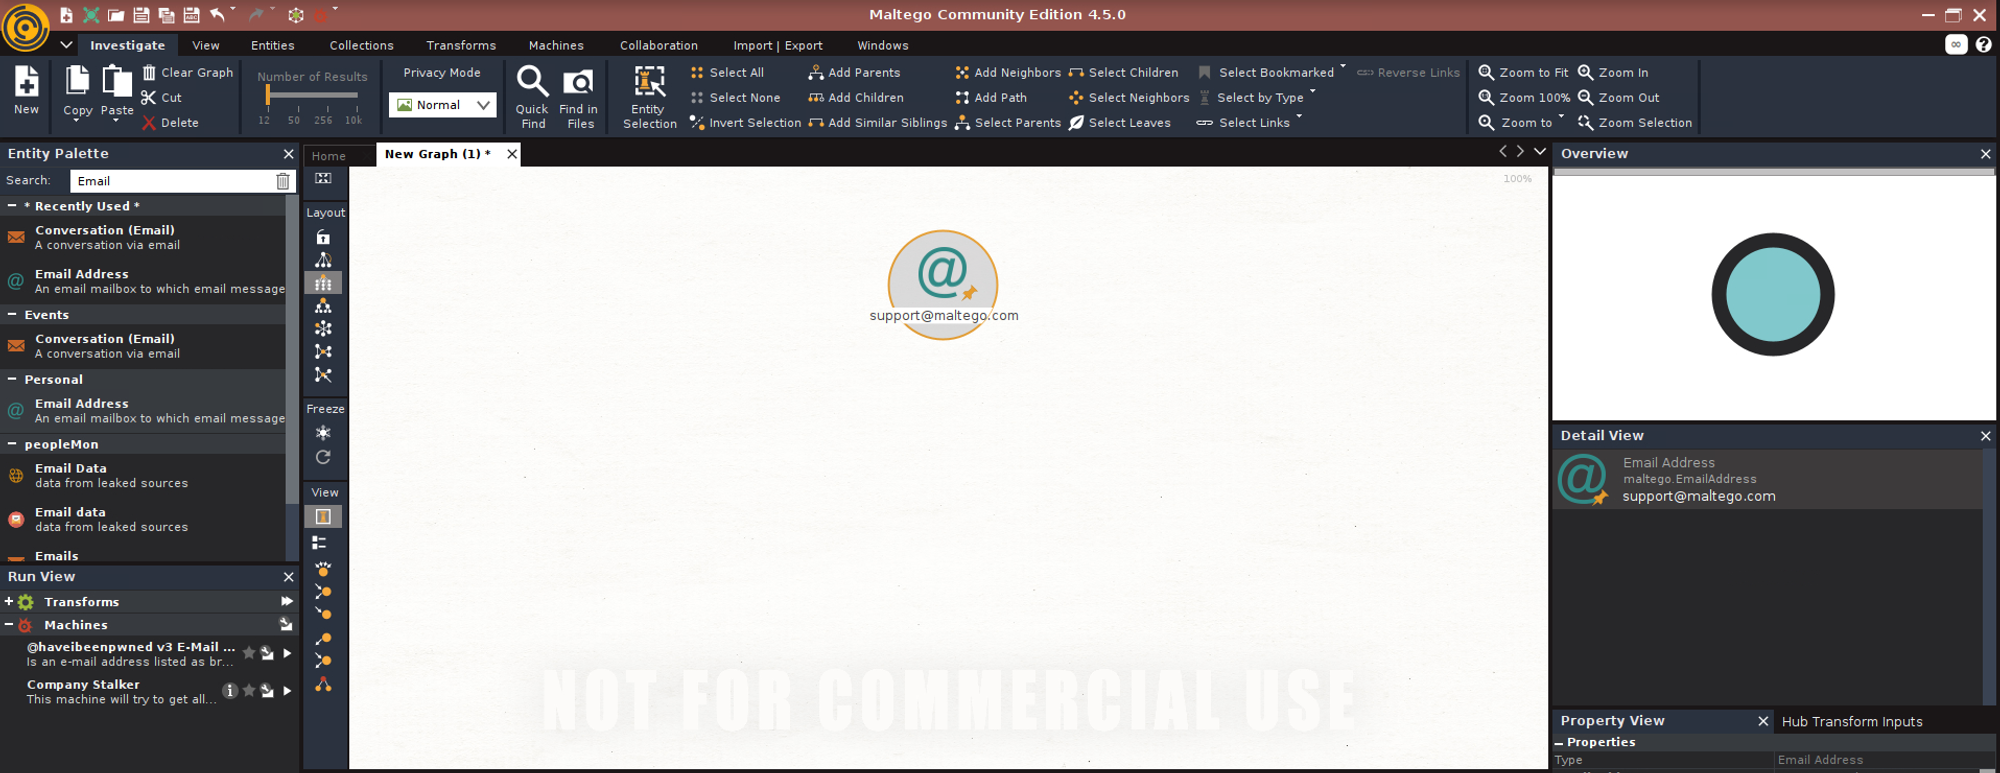 Maltego Community Edition 4.5.0
Investigate View Entities Collections Transforms Machines Collaboration Import | Export Windows
New
Copy
Paste
Clear Graph
Cut
Delete
Number of Results
12 50 256 10k
Privacy Mode
Normal
Quick
Find
Find in
Files
Entity
Selection
Select All
Select None
Invert Selection
Add Parents
Add Children
Add Similar Siblings
Add Neighbors
Add Path
Select Parents
Select Children
Select Neighbors
Select Leaves
Select Bookmarked
Select by Type
Select Links
Reverse Links
Zoom to Fit
Zoom 100%
Zoom to
Zoom In
Zoom Out
Zoom Selection
Entity Palette
Search: Email
* Recently Used *
Conversation (Email)
A conversation via email
Email Address
An email mailbox to which email message
Events
Conversation (Email)
A conversation via email
Personal
Email Address
An email mailbox to which email message
peopleMon
Email Data
data from leaked sources
Email data
data from leaked sources
Emails
Run View
Transforms
Machines
@haveibeenpwned v3 E-Mail ...
Is an e-mail address listed as br...
Company Stalker
This machine will try to get all...
Home
New Graph (1) *
Layout
Freeze
View
100%
support@maltego.com
NOT FOR COMMERCIAL USE
Overview
Detail View
Email Address
maltego.EmailAddress
support@maltego.com
Property View
Hub Transform Inputs
Properties
Type Email Address